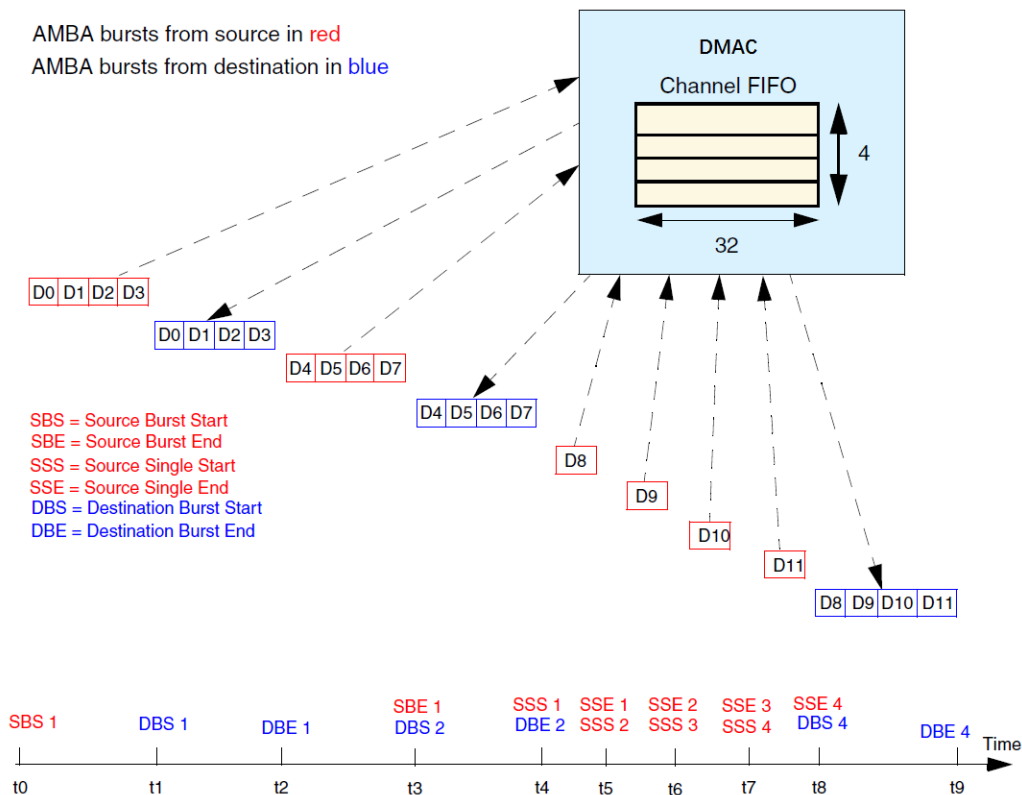 AMBA bursts from source in red
AMBA bursts from destination in blue
DMAC
Channel FIFO
4
32
D0 D1 D2 D3
D0 D1 D2 D3
D4 D5 D6 D7
D4 D5 D6 D7
SBS = Source Burst Start
SBE = Source Burst End
SSS = Source Single Start
SSE = Source Single End
DBS = Destination Burst Start
DBE = Destination Burst End
D8
D9
D10
D11
D8 D9 D10 D11
SBE 1 SSS 1 SSE 1 SSE 2 SSE 3 SSE 4
SBS 1 DBS 1 DBE 1 DBS 2 DBE 2 SSS 2 SSS 3 SSS 4 DBS 4 DBE 4
Time
t0 t1 t2 t3 t4 t5 t6 t7 t8 t9